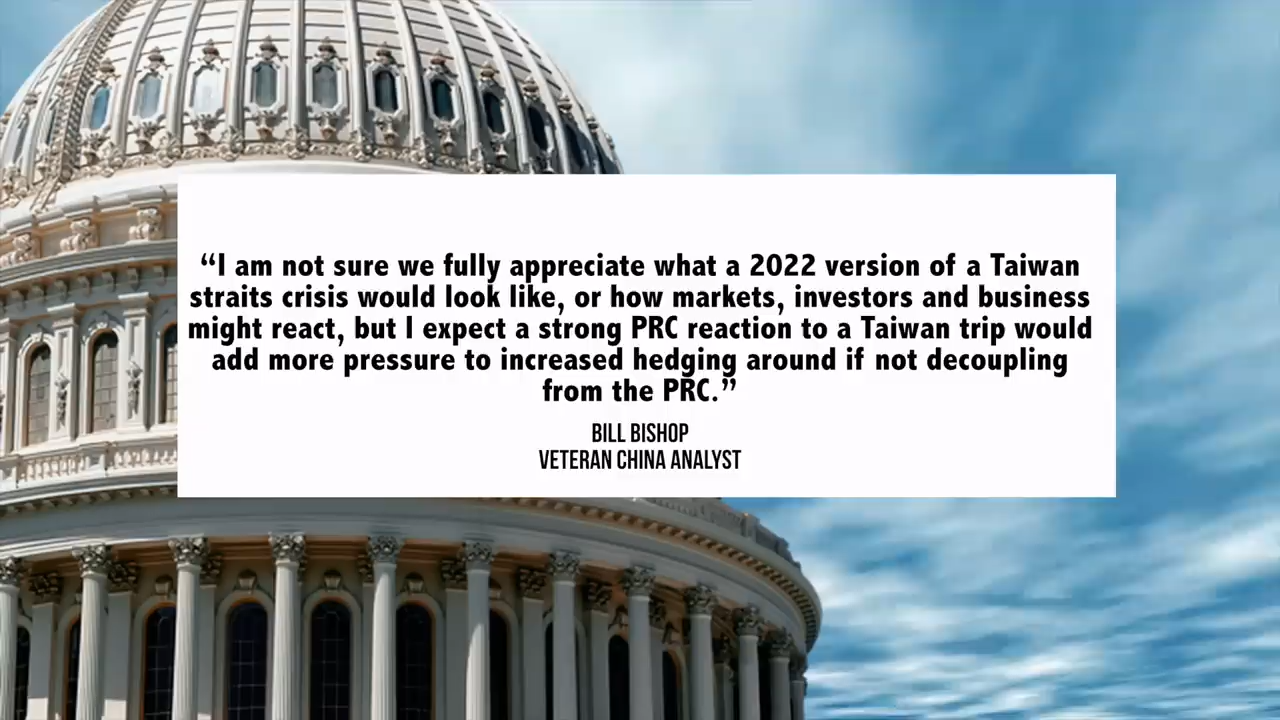 “I am not sure we fully appreciate what a 2022 version of a Taiwan
straits crisis would look like, or how markets, investors and business
might react, but I expect a strong PRC reaction to a Taiwan trip would
add more pressure to increased hedging around if not decoupling
from the PRC.”
BILL BISHOP
VETERAN CHINA ANALYST